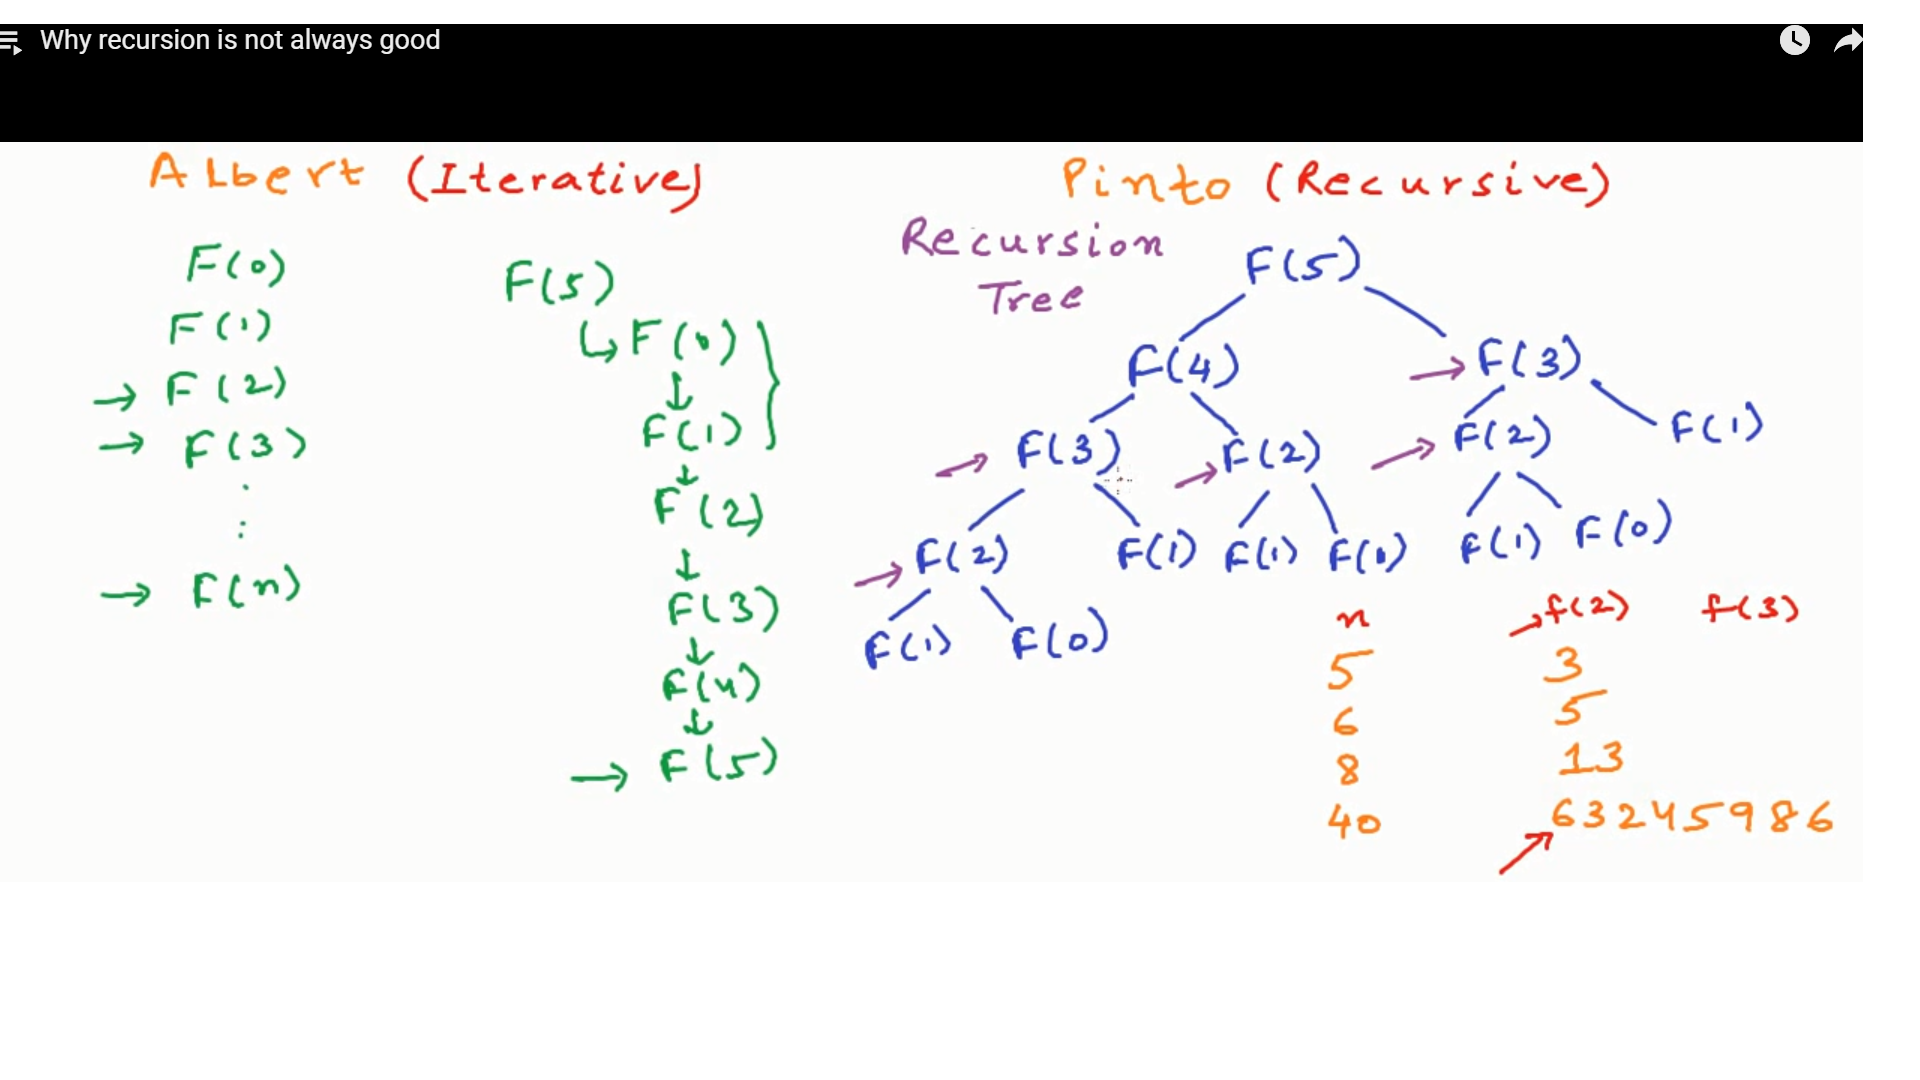 Why recursion is not always good
Albert (Iterative)
F(0)
F(1)
→ F(2)
→ F(3)
:
→ F(n)
F(5)
↳ F(0) }
↓
F(1)
↓
F(2)
↓
F(3)
↓
F(4)
↓
→ F(5)
Pinto (Recursive)
Recursion
Tree
F(5)
F(4) → F(3)
→ F(3) → F(2) → F(2) F(1)
→ F(2) F(1) F(1) F(0) F(1) F(0)
F(1) F(0)
n → f(2) f(3)
5 3
6 5
8 13
40 63245986